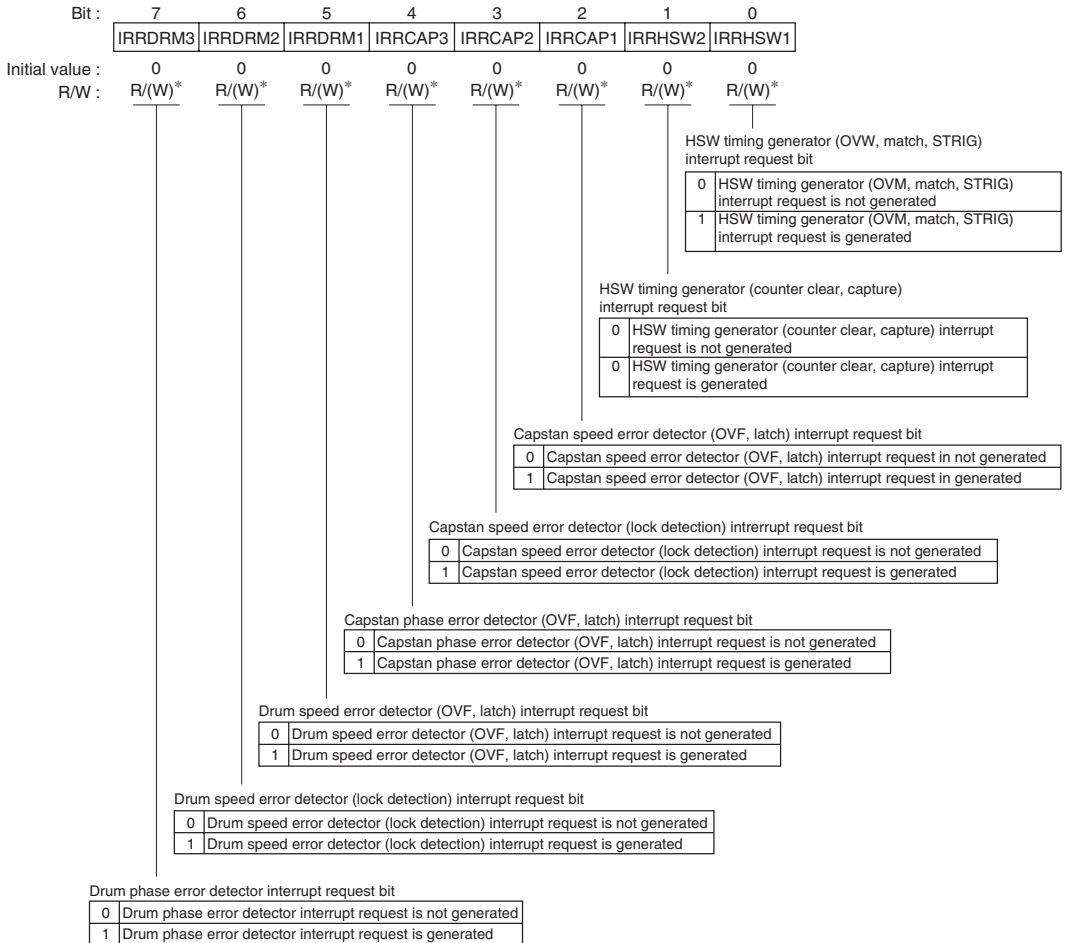 Bit : 7 6 5 4 3 2 1 0
IRRDRM3 IRRDRM2 IRRDRM1 IRRCAP3 IRRCAP2 IRRCAP1 IRRHSW2 IRRHSW1
Initial value : 0 0 0 0 0 0 0 0
R/W : R/(W)* R/(W)* R/(W)* R/(W)* R/(W)* R/(W)* R/(W)* R/(W)*
HSW timing generator (OVW, match, STRIG)
interrupt request bit
0 HSW timing generator (OVM, match, STRIG)
interrupt request is not generated
1 HSW timing generator (OVM, match, STRIG)
interrupt request is generated
HSW timing generator (counter clear, capture)
interrupt request bit
0 HSW timing generator (counter clear, capture) interrupt
request is not generated
0 HSW timing generator (counter clear, capture) interrupt
request is generated
Capstan speed error detector (OVF, latch) interrupt request bit
0 Capstan speed error detector (OVF, latch) interrupt request in not generated
1 Capstan speed error detector (OVF, latch) interrupt request in generated
Capstan speed error detector (lock detection) intrerrupt request bit
0 Capstan speed error detector (lock detection) interrupt request is not generated
1 Capstan speed error detector (lock detection) interrupt request is generated
Capstan phase error detector (OVF, latch) interrupt request bit
0 Capstan phase error detector (OVF, latch) interrupt request is not generated
1 Capstan phase error detector (OVF, latch) interrupt request is generated
Drum speed error detector (OVF, latch) interrupt request bit
0 Drum speed error detector (OVF, latch) interrupt request is not generated
1 Drum speed error detector (OVF, latch) interrupt request is generated
Drum speed error detector (lock detection) interrupt request bit
0 Drum speed error detector (lock detection) interrupt request is not generated
1 Drum speed error detector (lock detection) interrupt request is generated
Drum phase error detector interrupt request bit
0 Drum phase error detector interrupt request is not generated
1 Drum phase error detector interrupt request is generated